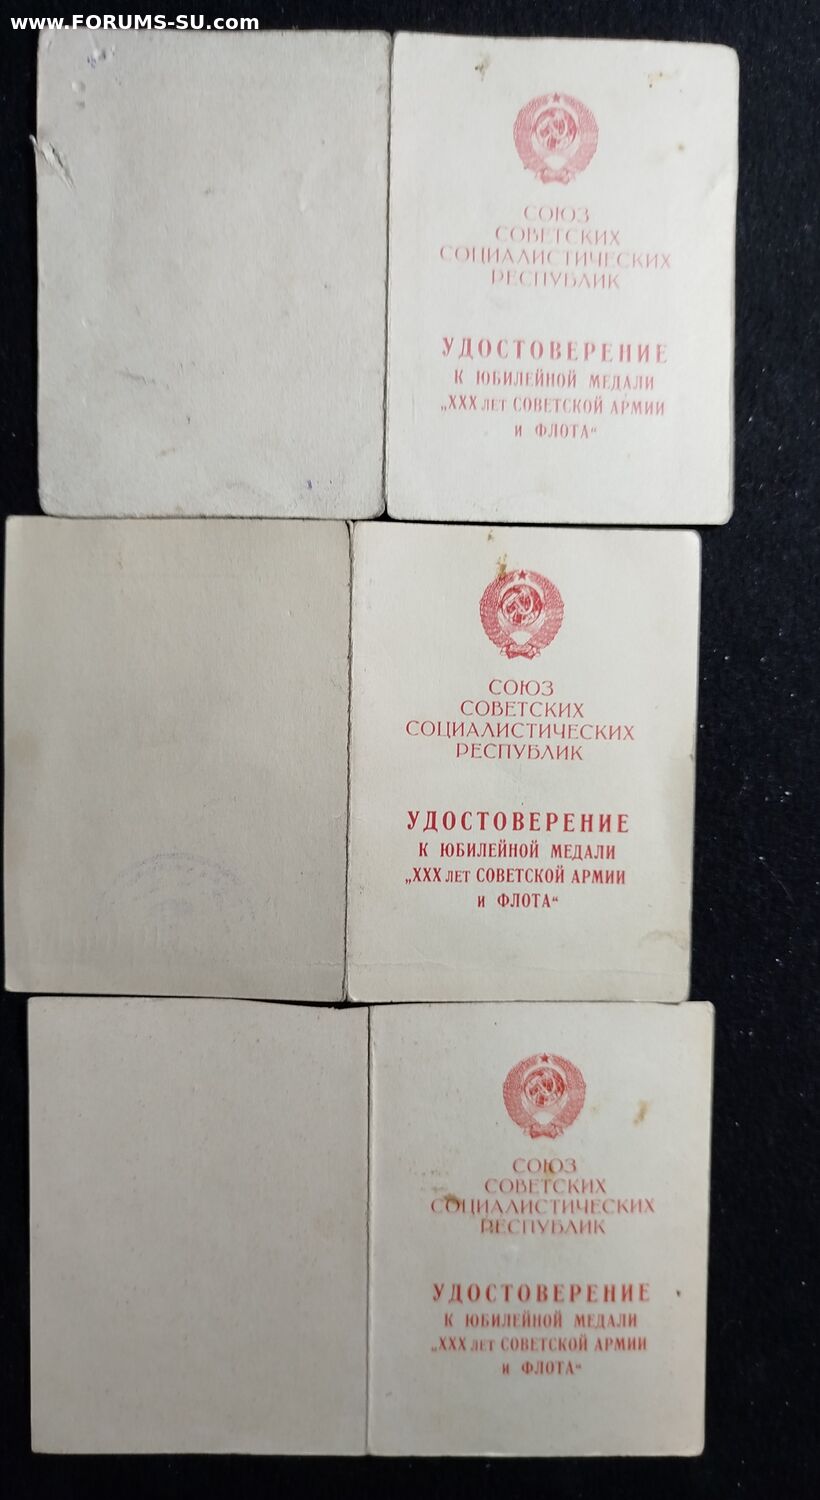 www.FORUMS-SU.com
СОЮЗ
СОВЕТСКИХ
СОЦИАЛИСТИЧЕСКИХ
РЕСПУБЛИК
УДОСТОВЕРЕНИЕ
К ЮБИЛЕЙНОЙ МЕДАЛИ
„XXX ЛЕТ СОВЕТСКОЙ АРМИИ
И ФЛОТА“
СОЮЗ
СОВЕТСКИХ
СОЦИАЛИСТИЧЕСКИХ
РЕСПУБЛИК
УДОСТОВЕРЕНИЕ
К ЮБИЛЕЙНОЙ МЕДАЛИ
„XXX ЛЕТ СОВЕТСКОЙ АРМИИ
И ФЛОТА“
СОЮЗ
СОВЕТСКИХ
СОЦИАЛИСТИЧЕСКИХ
РЕСПУБЛИК
УДОСТОВЕРЕНИЕ
К ЮБИЛЕЙНОЙ МЕДАЛИ
„XXX ЛЕТ СОВЕТСКОЙ АРМИИ
И ФЛОТА“